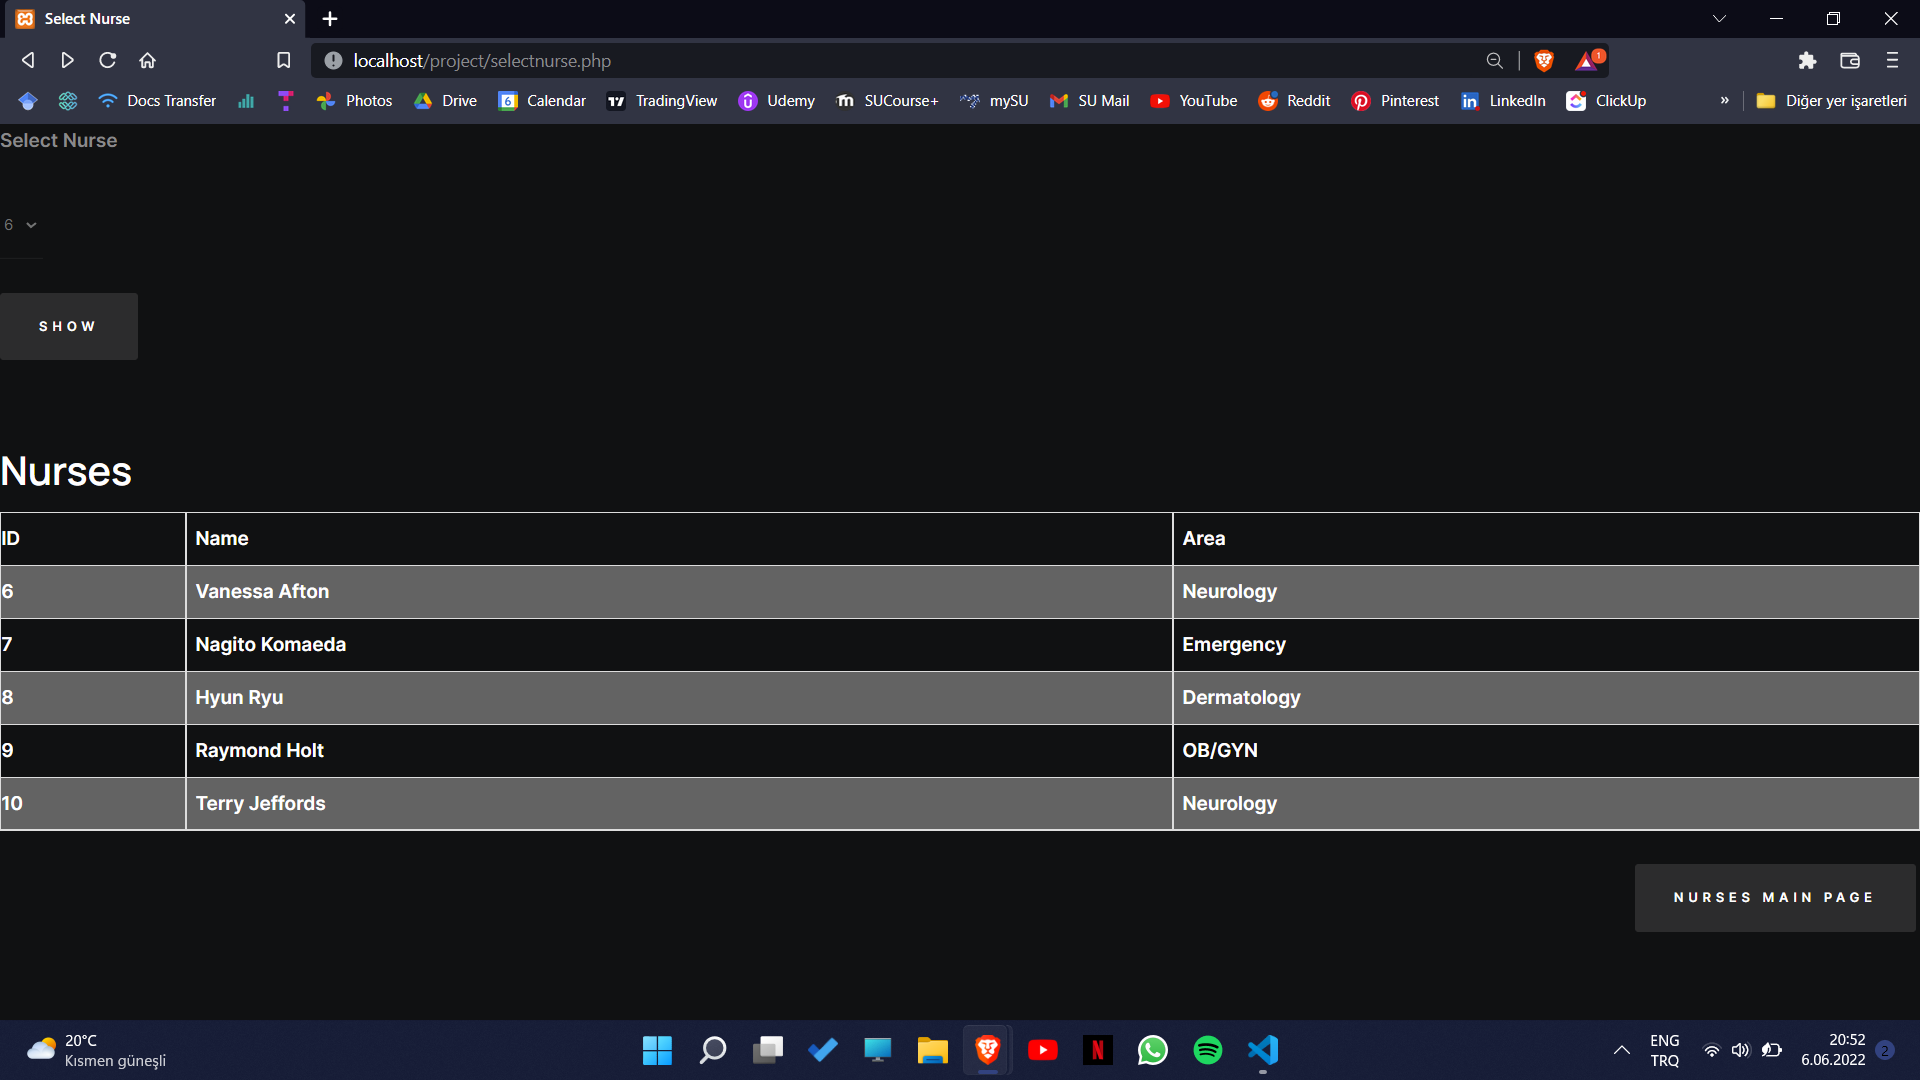 Select Nurse
localhost/project/selectnurse.php
1
Docs Transfer
Photos
Drive
6
Calendar
TradingView
Udemy
SUCourse+
mySU
SU Mail
YouTube
Reddit
Pinterest
LinkedIn
ClickUp
»
Diğer yer işaretleri
Select Nurse
6
SHOW
Nurses
ID Name Area
6 Vanessa Afton Neurology
7 Nagito Komaeda Emergency
8 Hyun Ryu Dermatology
9 Raymond Holt OB/GYN
10 Terry Jeffords Neurology
NURSES MAIN PAGE
20°C
Kısmen güneşli
ENG
TRQ
20:52
6.06.2022
2